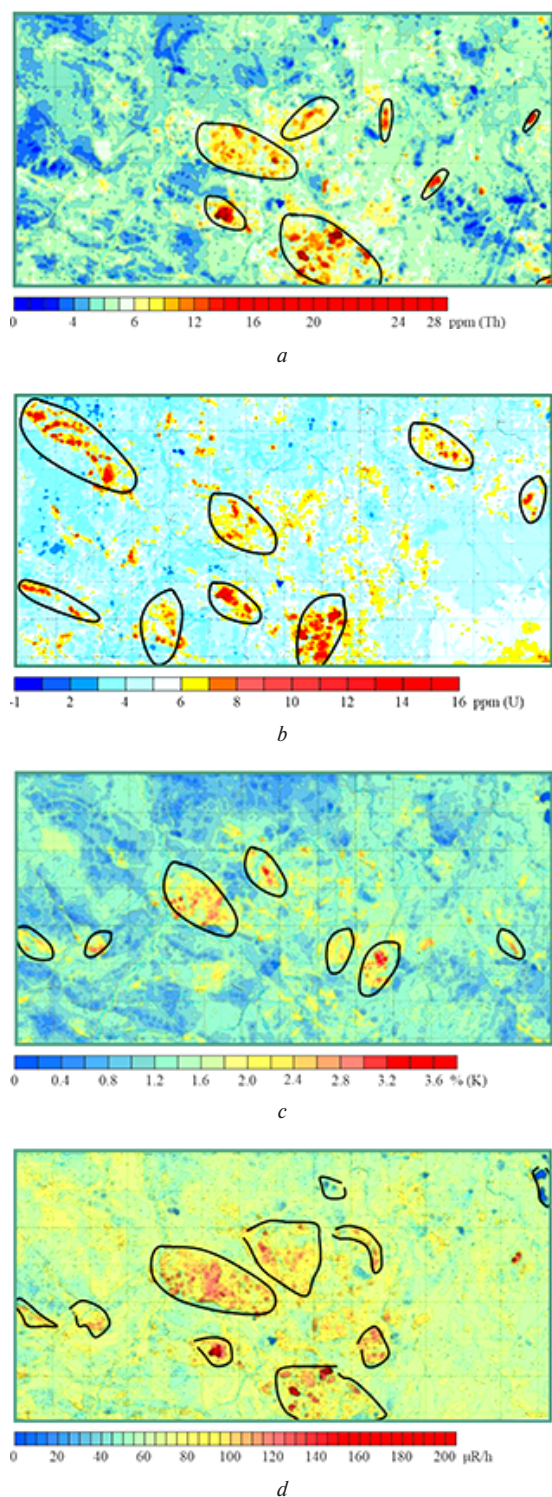 0 4 6 12 16 20 24 28 ppm (Th)
a
-1 2 4 6 8 10 12 14 16 ppm (U)
b
0 0.4 0.8 1.2 1.6 2.0 2.4 2.8 3.2 3.6 % (K)
c
0 20 40 60 80 100 120 140 160 180 200 μR/h
d